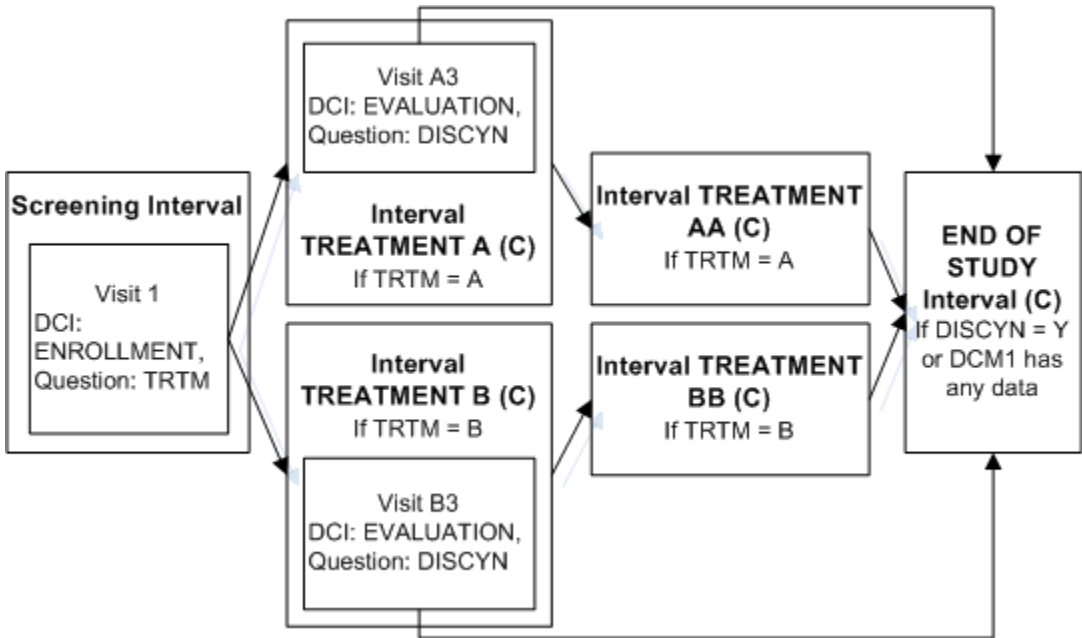 Screening Interval
Visit 1
DCI:
ENROLLMENT,
Question: TRTM
Visit A3
DCI: EVALUATION,
Question: DISCYN
Interval
TREATMENT A (C)
If TRTM = A
Interval
TREATMENT B (C)
If TRTM = B
Visit B3
DCI: EVALUATION,
Question: DISCYN
Interval TREATMENT
AA (C)
If TRTM = A
Interval TREATMENT
BB (C)
If TRTM = B
END OF
STUDY
Interval (C)
If DISCYN = Y
or DCM1 has
any data